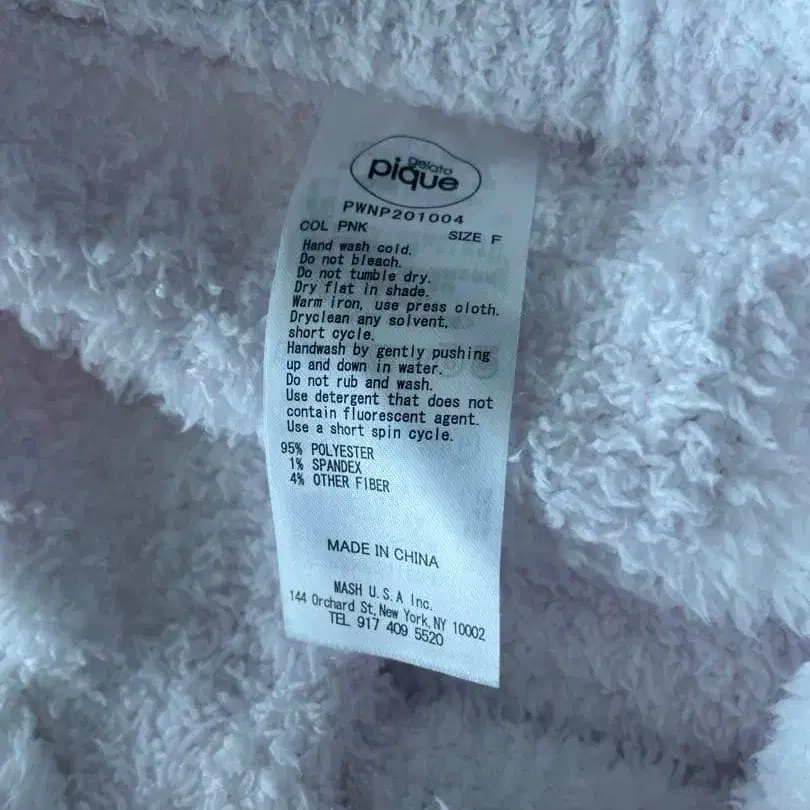 gelato
pique
PWNP201004
COL PNK SIZE F
Hand wash cold.
Do not bleach.
Do not tumble dry.
Dry flat in shade.
Warm iron, use press cloth.
Dryclean any solvent,
short cycle.
Handwash by gently pushing
up and down in water.
Do not rub and wash.
Use detergent that does not
contain fluorescent agent.
Use a short spin cycle.
95% POLYESTER
1% SPANDEX
4% OTHER FIBER
MADE IN CHINA
MASH U.S.A Inc.
144 Orchard St, New York, NY 10002
TEL 917 409 5520